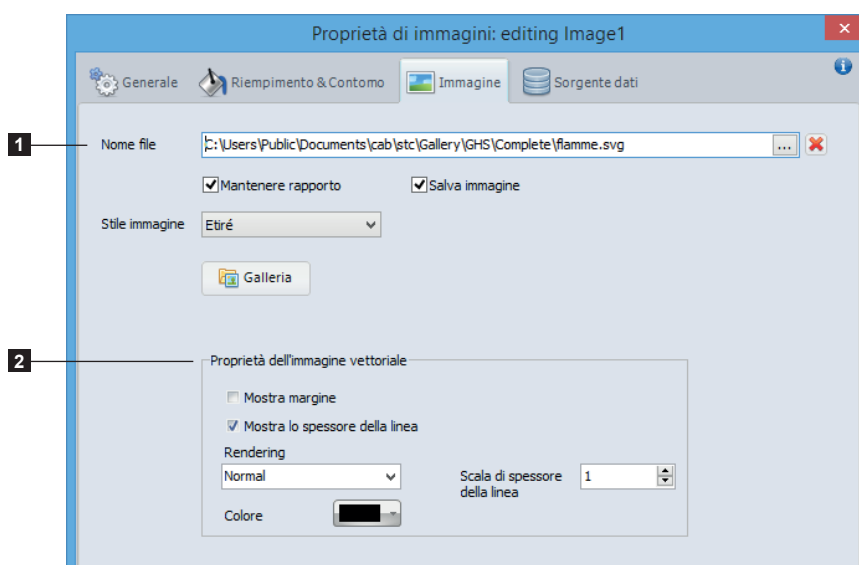 Proprietà di immagini: editing Image1
Generale Riempimento & Contorno Immagine Sorgente dati
1 Nome file C:\Users\Public\Documents\cab\stc\Gallery\GHS\Complete\flamme.svg ...
Mantenere rapporto Salva immagine
Stile immagine Etiré
Galleria
2 Proprietà dell'immagine vettoriale
Mostra margine
Mostra lo spessore della linea
Rendering
Normal Scala di spessore 1
della linea
Colore